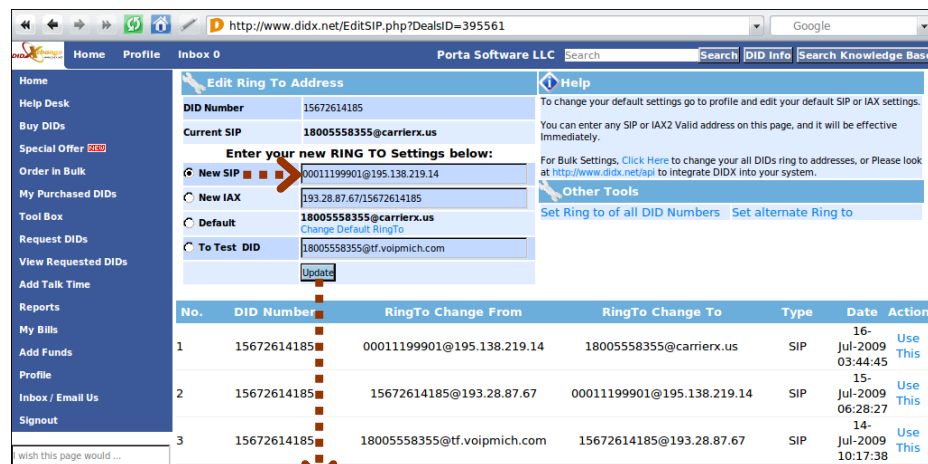 http://www.didx.net/EditSIP.php?DealsID=395561
Google
DIDXchange
Home Profile Inbox 0 Porta Software LLC Search Search DID Info Search Knowledge Base
Home
Help Desk
Buy DIDs
Special Offer NEW
Order in Bulk
My Purchased DIDs
Tool Box
Request DIDs
View Requested DIDs
Add Talk Time
Reports
My Bills
Add Funds
Profile
Inbox / Email Us
Signout
I wish this page would ...
Edit Ring To Address
DID Number 15672614185
Current SIP 18005558355@carrierx.us
Enter your new RING TO Settings below:
New SIP 00011199901@195.138.219.14
New IAX 193.28.87.67/15672614185
Default 18005558355@carrierx.us
Change Default RingTo
To Test DID 18005558355@tf.voipmich.com
Update
Help
To change your default settings go to profile and edit your default SIP or IAX settings.
You can enter any SIP or IAX2 Valid address on this page, and it will be effective
Immediately.
For Bulk Settings, Click Here to change your all DIDs ring to addresses, or Please look
at http://www.didx.net/api to integrate DIDX into your system.
Other Tools
Set Ring to of all DID Numbers Set alternate Ring to
No. DID Number RingTo Change From RingTo Change To Type Date Action
1 15672614185 00011199901@195.138.219.14 18005558355@carrierx.us SIP 16-Jul-2009 03:44:45 Use This
2 15672614185 15672614185@193.28.87.67 00011199901@195.138.219.14 SIP 15-Jul-2009 06:28:27 Use This
3 15672614185 18005558355@tf.voipmich.com 15672614185@193.28.87.67 SIP 14-Jul-2009 10:17:38 Use This